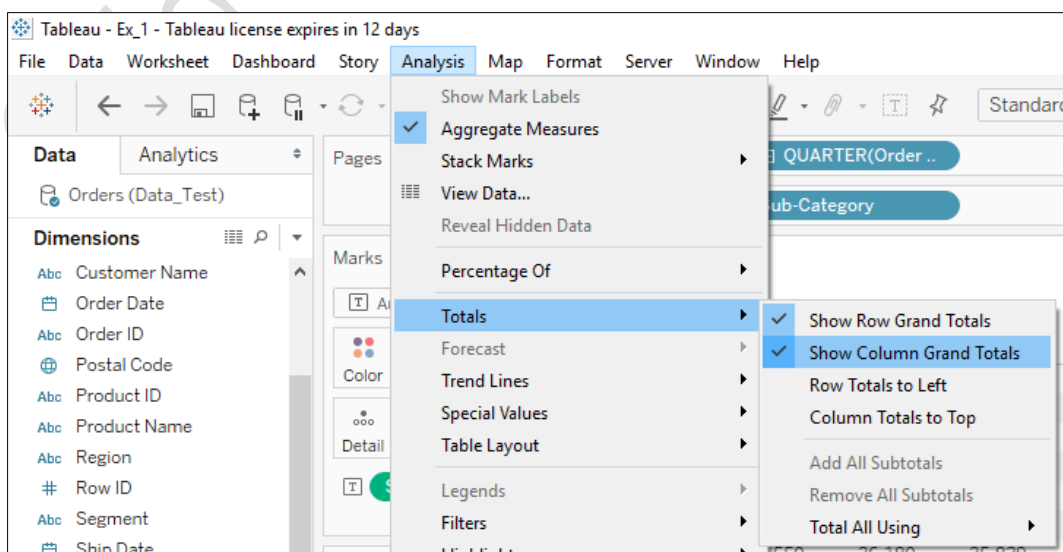 Tableau - Ex_1 - Tableau license expires in 12 days
File Data Worksheet Dashboard Story Analysis Map Format Server Window Help
Standard
Data Analytics
Pages
Orders (Data_Test)
Dimensions
Abc Customer Name
Order Date
Abc Order ID
Postal Code
Abc Product ID
Abc Product Name
Abc Region
# Row ID
Abc Segment
Ship Date
Marks
T
Color
Detail
T
Show Mark Labels
Aggregate Measures
Stack Marks
View Data...
Reveal Hidden Data
Percentage Of
Totals
Forecast
Trend Lines
Special Values
Table Layout
Legends
Filters
T
QUARTER(Order ..
ub-Category
Show Row Grand Totals
Show Column Grand Totals
Row Totals to Left
Column Totals to Top
Add All Subtotals
Remove All Subtotals
Total All Using